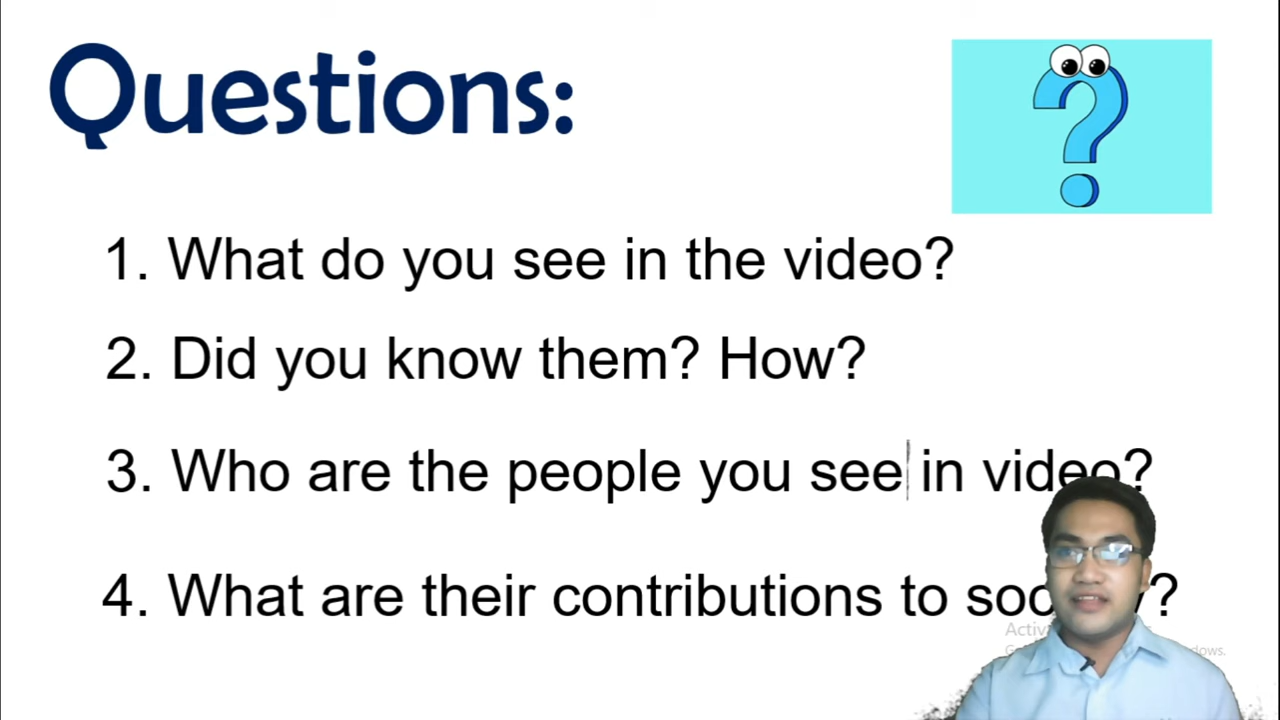 Questions:
1. What do you see in the video?
2. Did you know them? How?
3. Who are the people you see in video?
4. What are their contributions to